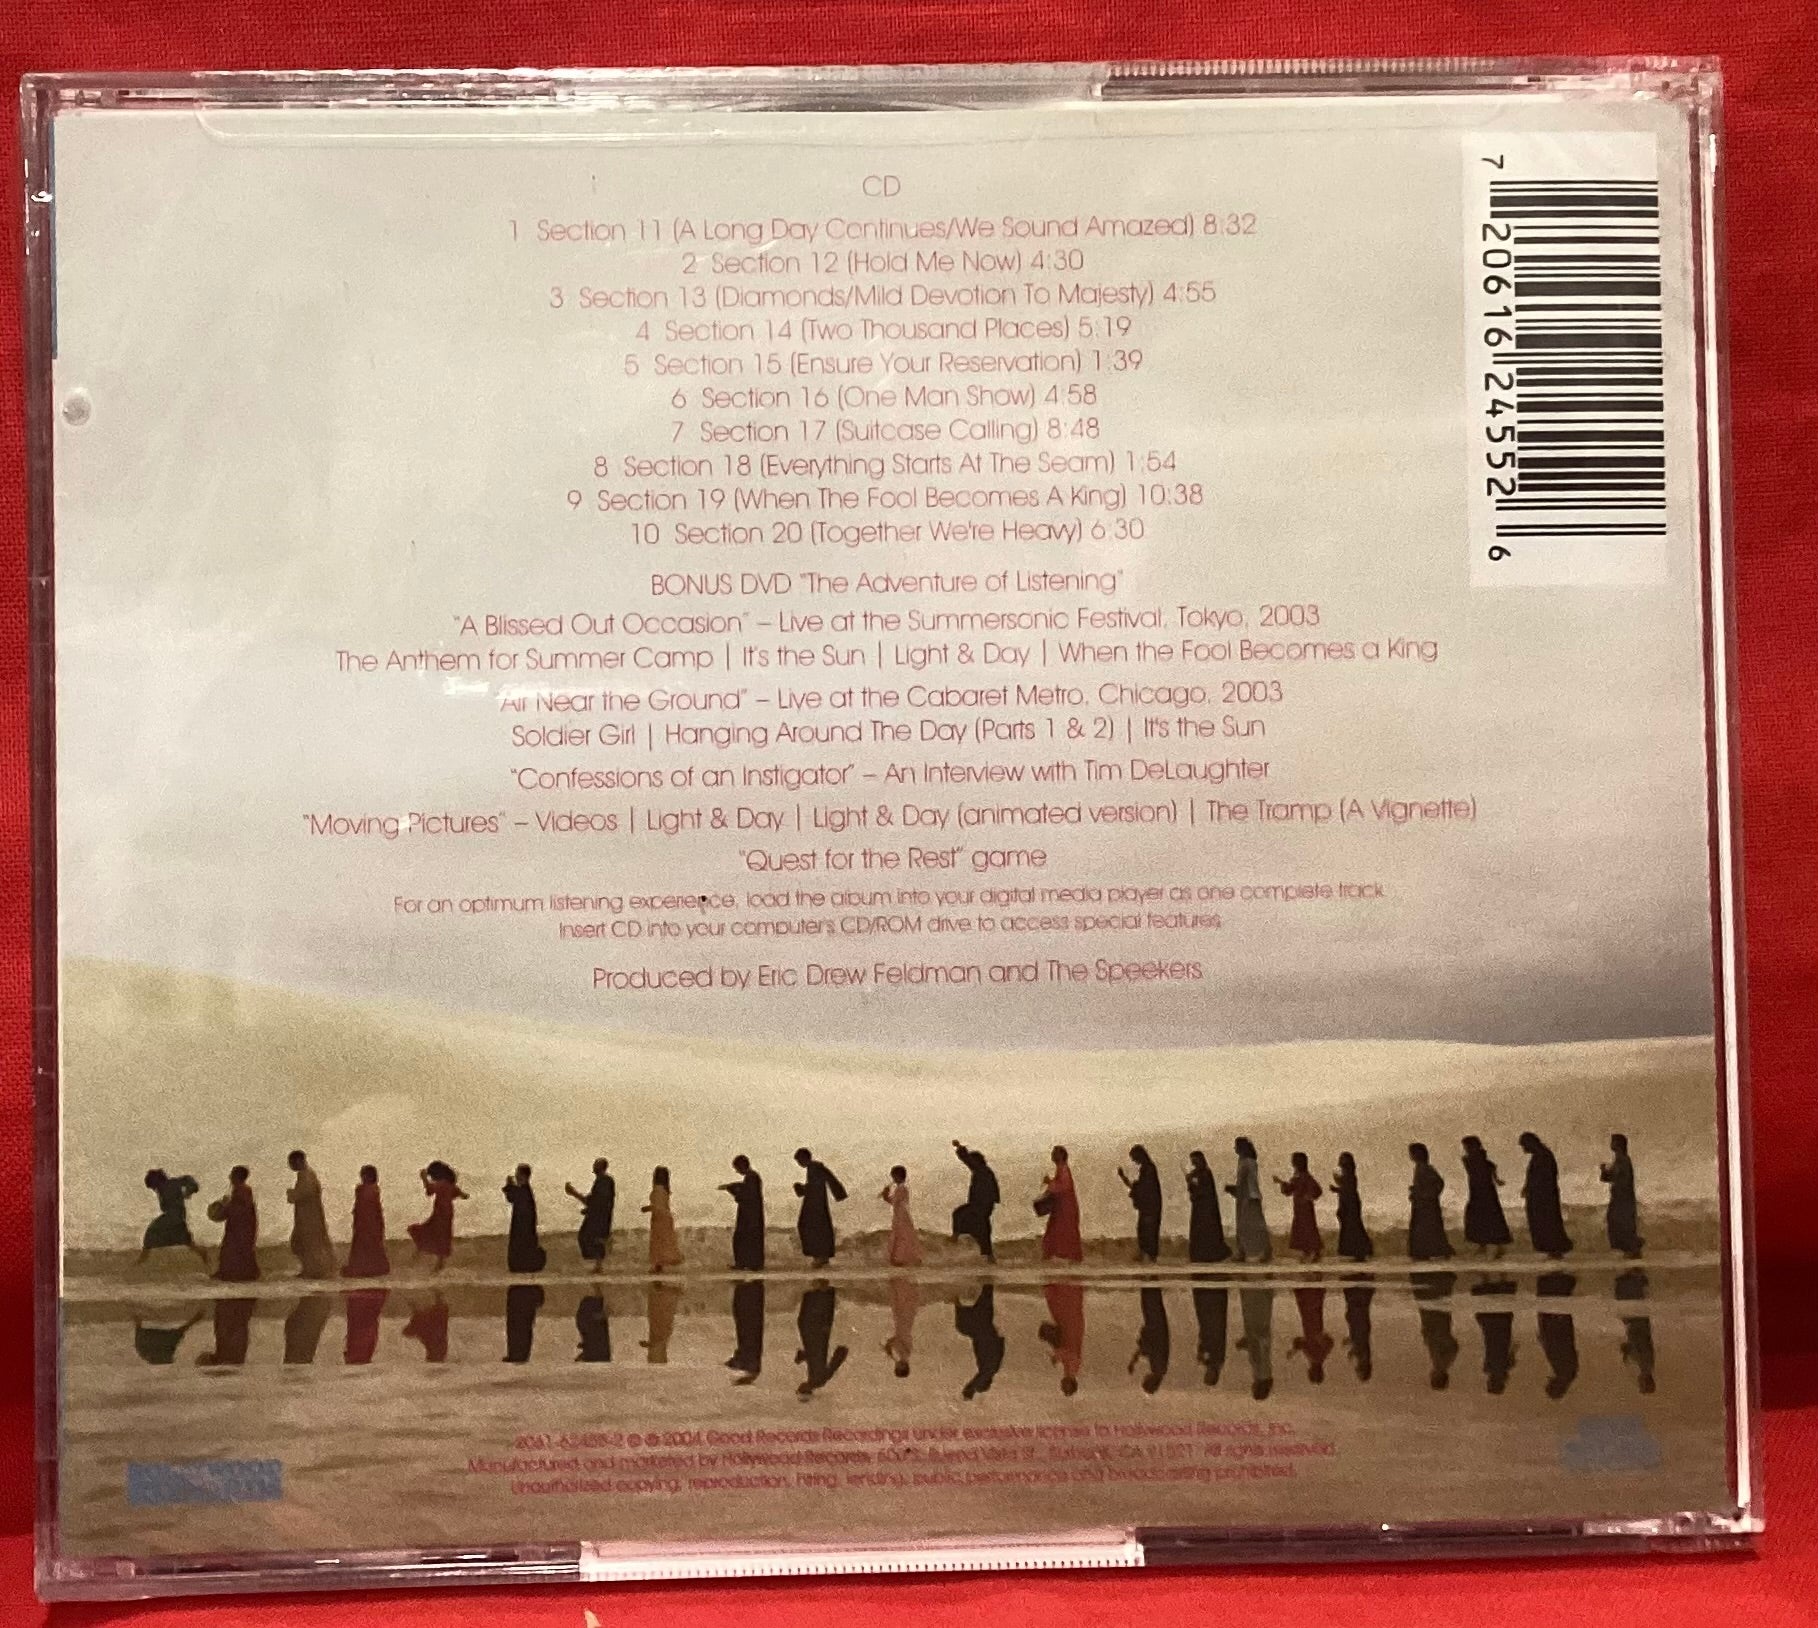 CD
1 Section 11 (A Long Day Continues/We Sound Amazed) 8:32
2 Section 12 (Hold Me Now) 4:30
3 Section 13 (Diamonds/Mild Devotion To Majesty) 4:55
4 Section 14 (Two Thousand Places) 5:19
5 Section 15 (Ensure Your Reservation) 1:39
6 Section 16 (One Man Show) 4:58
7 Section 17 (Suitcase Calling) 8:48
8 Section 18 (Everything Starts At The Seam) 1:54
9 Section 19 (When The Fool Becomes A King) 10:38
10 Section 20 (Together We're Heavy) 6:30
BONUS DVD "The Adventure of Listening"
"A Blissed Out Occasion" – Live at the Summersonic Festival, Tokyo, 2003
The Anthem for Summer Camp | It's the Sun | Light & Day | When the Fool Becomes a King
"Air Near the Ground" – Live at the Cabaret Metro, Chicago, 2003
Soldier Girl | Hanging Around The Day (Parts 1 & 2) | It's the Sun
"Confessions of an Instigator" – An Interview with Tim DeLaughter
"Moving Pictures" – Videos | Light & Day | Light & Day (animated version) | The Tramp (A Vignette)
"Quest for the Rest" game
For an optimum listening experience, load the album into your digital media player as one complete track
Insert CD into your computer's CD/ROM drive to access special features
Produced by Eric Drew Feldman and The Speekers
℗ © 2004 Good Records Recordings under exclusive license to Hollywood Records, Inc.
Manufactured and marketed by Hollywood Records, Buena Vista St., Burbank, CA 91521. All rights reserved.
Unauthorized copying, reproduction, hiring, lending, public performance and broadcasting prohibited.
7 20616 24552 6